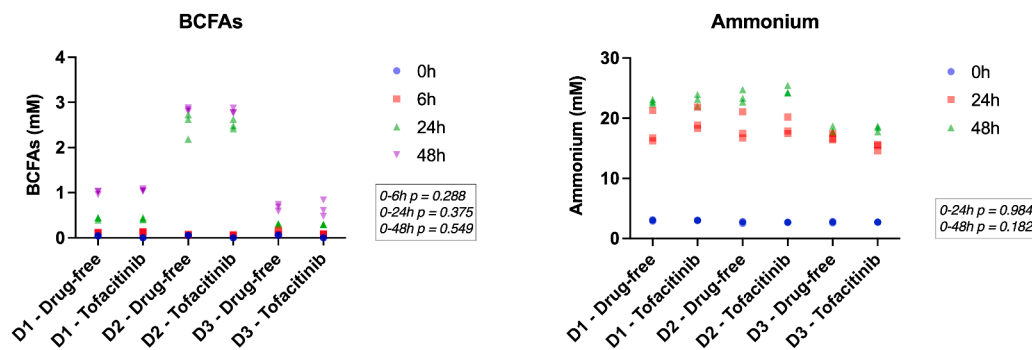 BCFAs
BCFAs (mM)
4
3
2
1
0
0h
6h
24h
48h
0-6h p = 0.288
0-24h p = 0.375
0-48h p = 0.549
D1 - Drug-free
D1 - Tofacitinib
D2 - Drug-free
D2 - Tofacitinib
D3 - Drug-free
D3 - Tofacitinib
Ammonium
Ammonium (mM)
30
20
10
0
0h
24h
48h
0-24h p = 0.984
0-48h p = 0.182
D1 - Drug-free
D1 - Tofacitinib
D2 - Drug-free
D2 - Tofacitinib
D3 - Drug-free
D3 - Tofacitinib